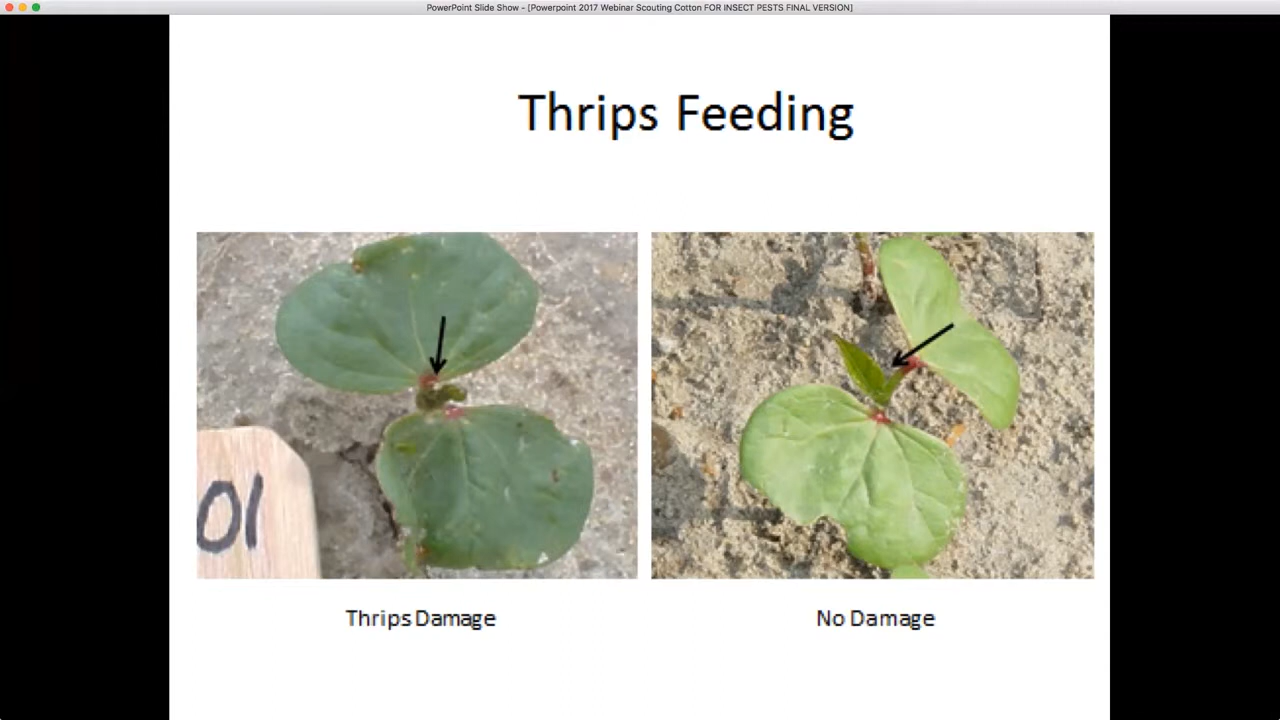 PowerPoint Slide Show - [Powerpoint 2017 Webinar Scouting Cotton FOR INSECT PESTS FINAL VERSION]
Thrips Feeding
01
Thrips Damage
No Damage